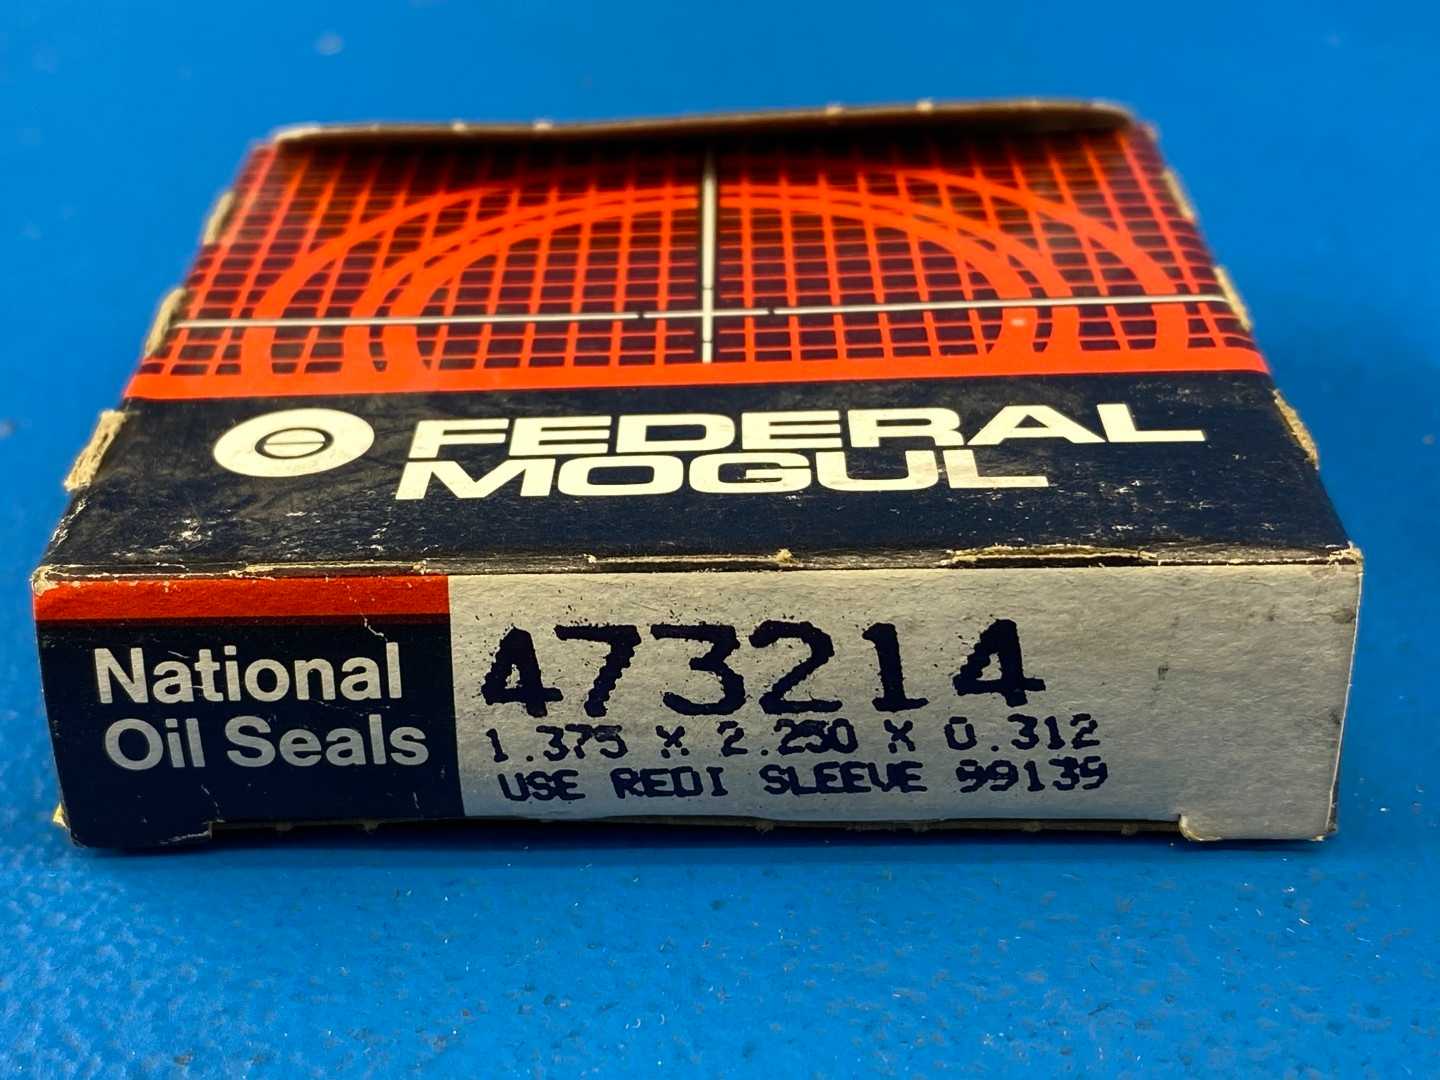 FEDERAL
MOGUL
National
Oil Seals
473214
1.375 X 2.250 X 0.312
USE REDI SLEEVE 99139